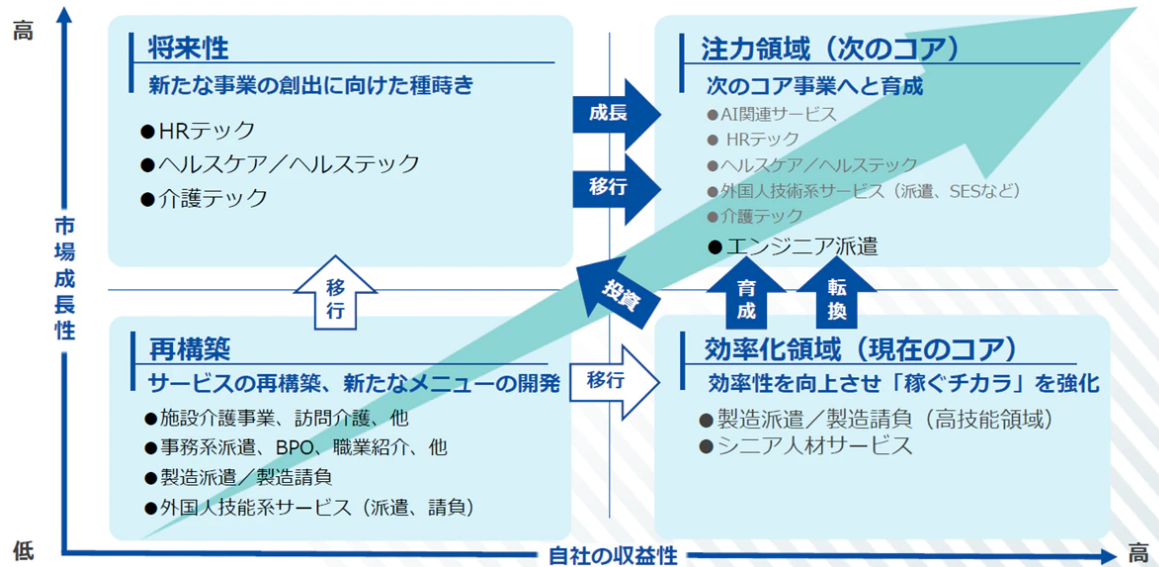 高
将来性
新たな事業の創出に向けた種蒔き
●HRテック
●ヘルスケア／ヘルステック
●介護テック
成長
移行
注力領域（次のコア）
次のコア事業へと育成
●AI関連サービス
● HRテック
●ヘルスケア／ヘルステック
●外国人技術系サービス（派遣、SESなど）
●介護テック
●エンジニア派遣
市場成長性
移行
投資
育成
転換
再構築
サービスの再構築、新たなメニューの開発
●施設介護事業、訪問介護、他
●事務系派遣、BPO、職業紹介、他
●製造派遣／製造請負
●外国人技能系サービス（派遣、請負）
移行
効率化領域（現在のコア）
効率性を向上させ「稼ぐチカラ」を強化
●製造派遣／製造請負（高技能領域）
●シニア人材サービス
低
自社の収益性
高